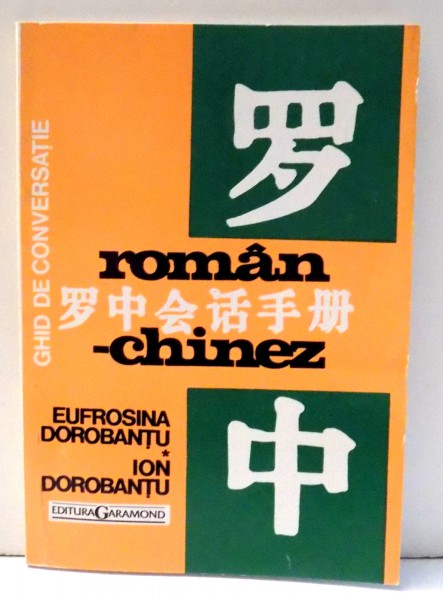 GHID DE CONVERSAȚIE
罗
român
罗中会话手册
-chinez
中
EUFROSINA
DOROBANȚU
*
ION
DOROBANȚU
EDITURA GARAMOND